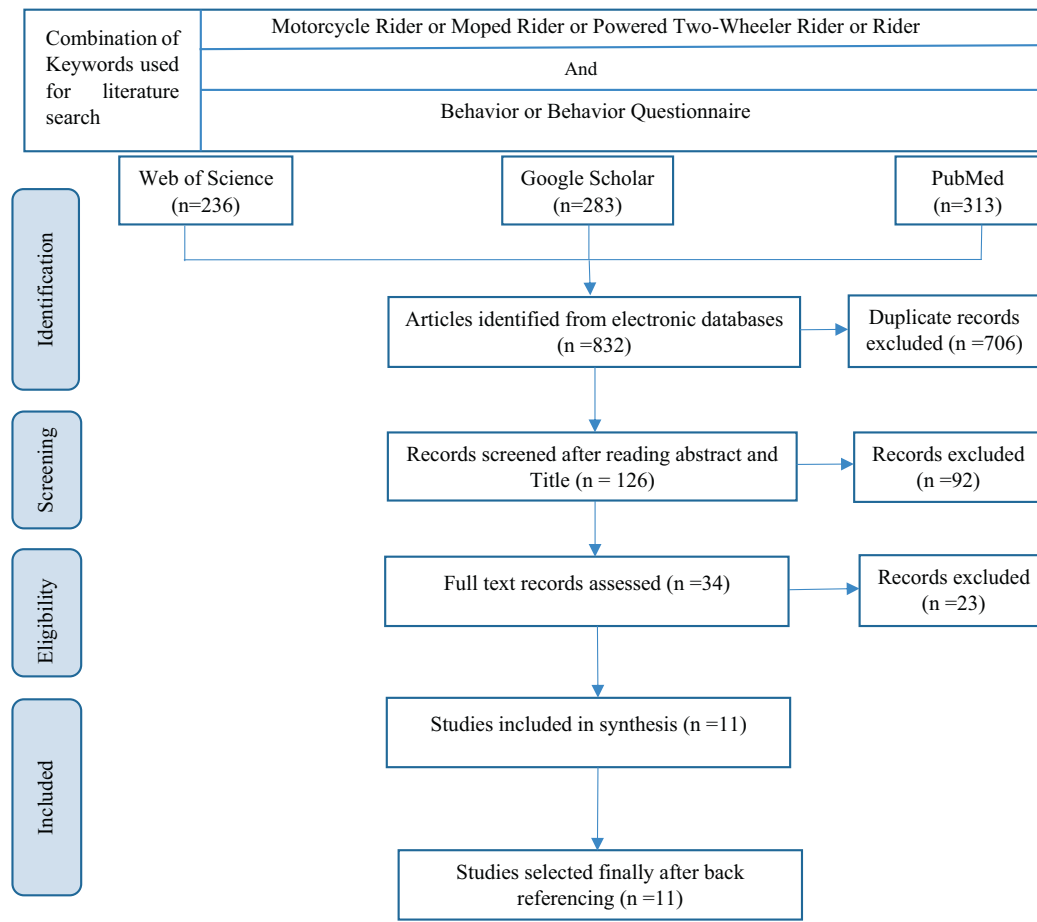 Combination of
Keywords used
for literature
search
Motorcycle Rider or Moped Rider or Powered Two-Wheeler Rider or Rider
And
Behavior or Behavior Questionnaire
Web of Science
(n=236)
Google Scholar
(n=283)
PubMed
(n=313)
Identification
Articles identified from electronic databases
(n =832)
Duplicate records
excluded (n =706)
Screening
Records screened after reading abstract and
Title (n = 126)
Records excluded
(n =92)
Eligibility
Full text records assessed (n =34)
Records excluded
(n =23)
Included
Studies included in synthesis (n =11)
Studies selected finally after back
referencing (n =11)